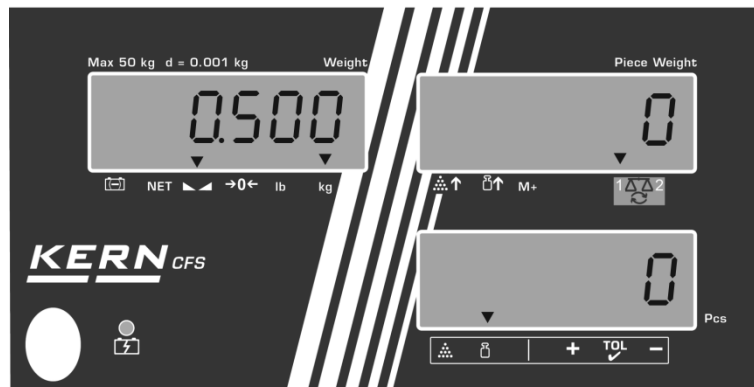 Max 50 kg d = 0.001 kg Weight
Piece Weight
0.500
0
NET →0← lb kg
M+
1 2
KERN CFS
0
Pcs
+ TOL −